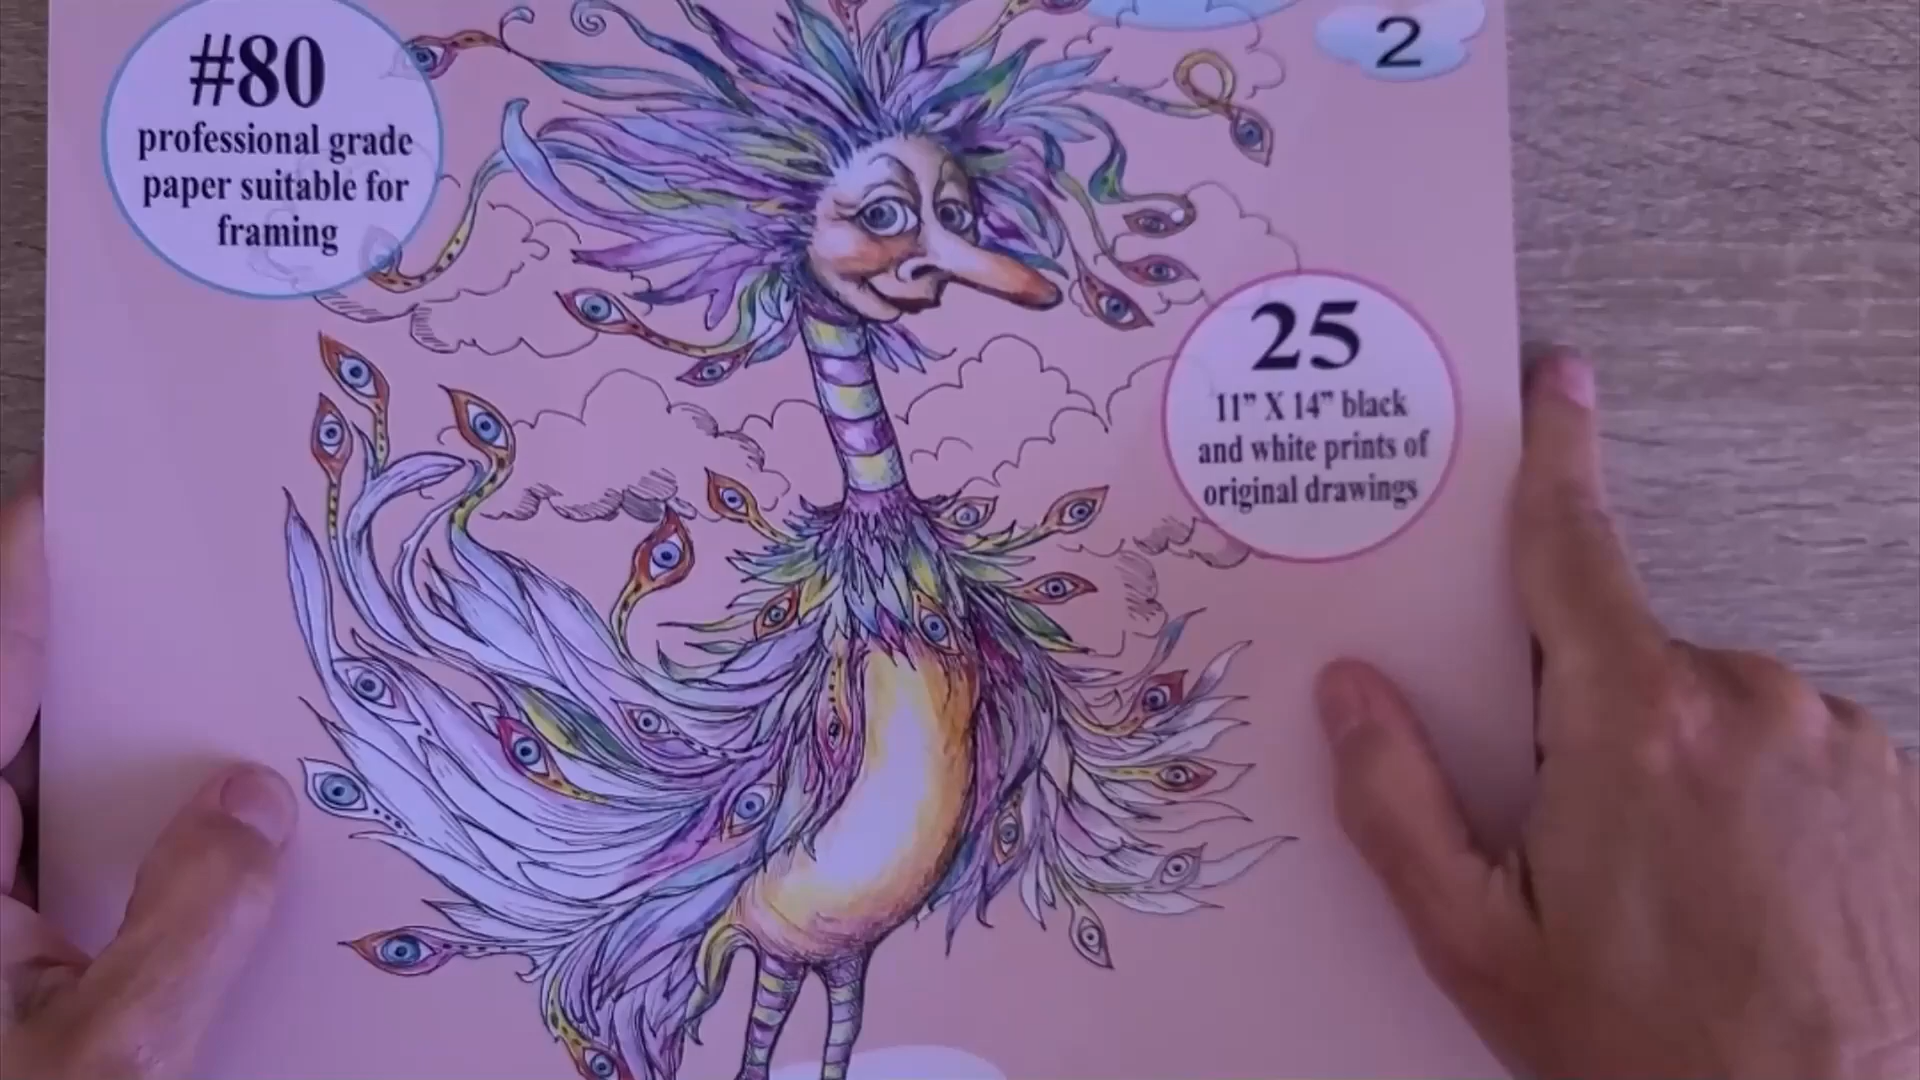 #80
professional grade
paper suitable for
framing
2
25
11” X 14” black
and white prints of
original drawings